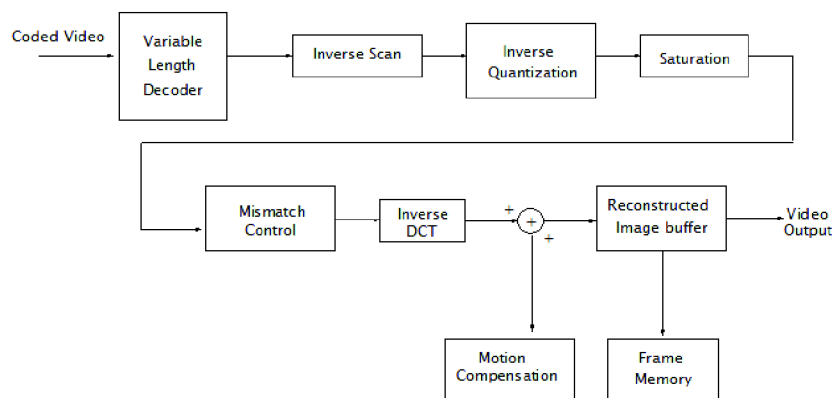 Coded Video
Variable
Length
Decoder
Inverse Scan
Inverse
Quantization
Saturation
Mismatch
Control
Inverse
DCT
+
+
+
Reconstructed
Image buffer
Video
Output
Motion
Compensation
Frame
Memory